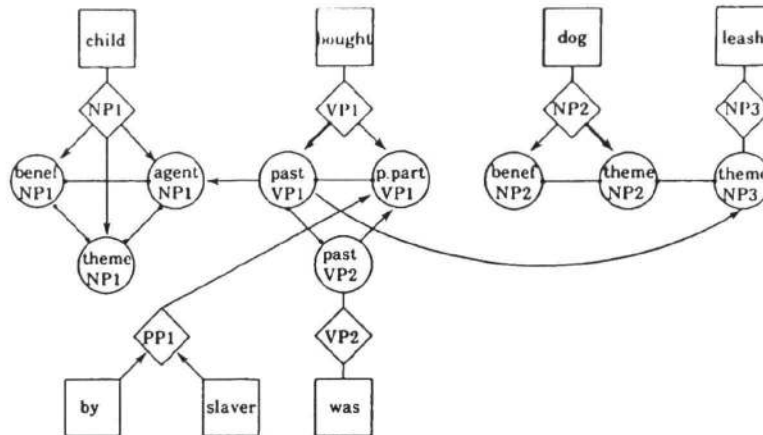 child
bought
dog
leash
NP1
VP1
NP2
NP3
benef
NP1
agent
NP1
past
VP1
p.part
VP1
benef
NP2
theme
NP2
theme
NP3
theme
NP1
past
VP2
PP1
VP2
by
slaver
was